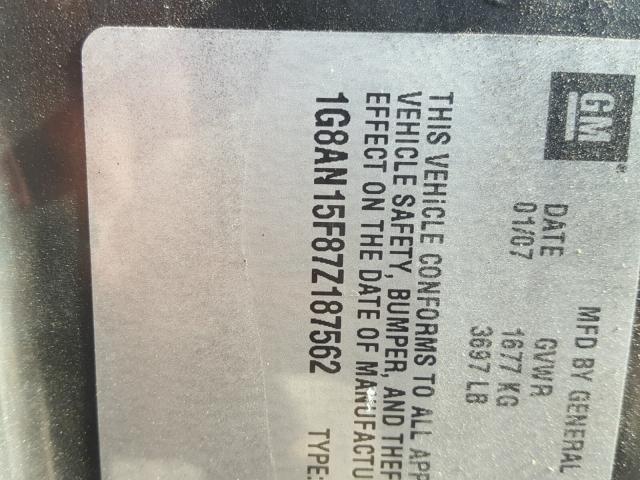 GM
MFD BY GENERAL
DATE
GVWR
01/07
1677 KG
3697 LB
THIS VEHICLE CONFORMS TO ALL APP
VEHICLE SAFETY, BUMPER, AND THEF
EFFECT ON THE DATE OF MANUFACTU
1G8AN15F87Z187562
TYPE: